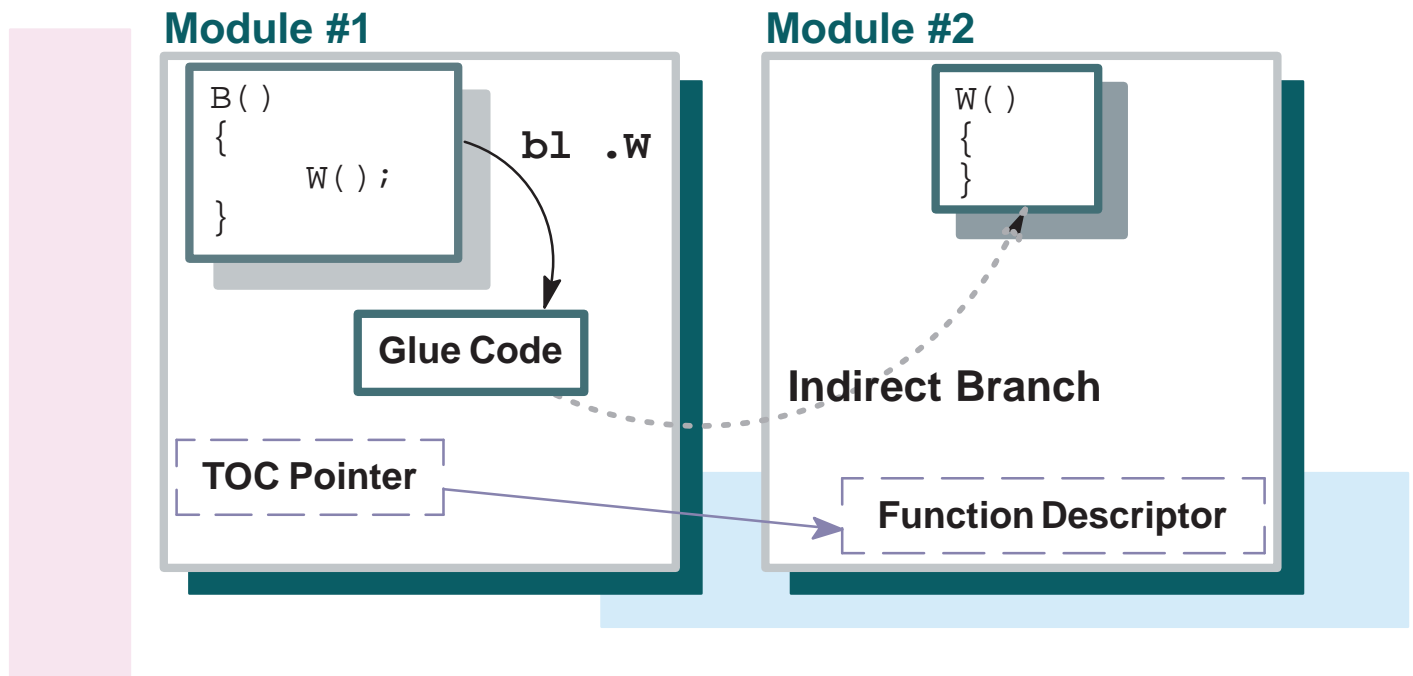 Module #1
B()
{
W();
}
bl .W
Glue Code
TOC Pointer
Module #2
W()
{
}
Indirect Branch
Function Descriptor